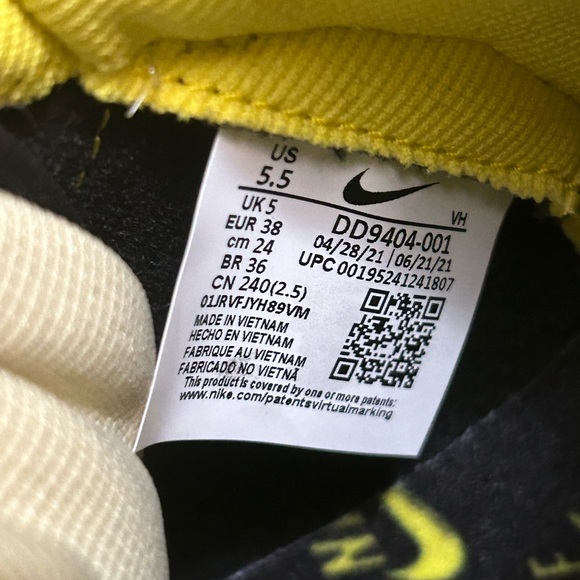 US
5.5
UK 5
EUR 38
cm 24
BR 36
CN 240(2.5)
01JRVFJYH89VM
VH
DD9404-001
04/28/21 | 06/21/21
UPC 00195241241807
MADE IN VIETNAM
HECHO EN VIETNAM
FABRIQUE AU VIETNAM
FABRICADO NO VIETNÃ
This product is covered by one or more patents:
www.nike.com/patentsvirtualmarking